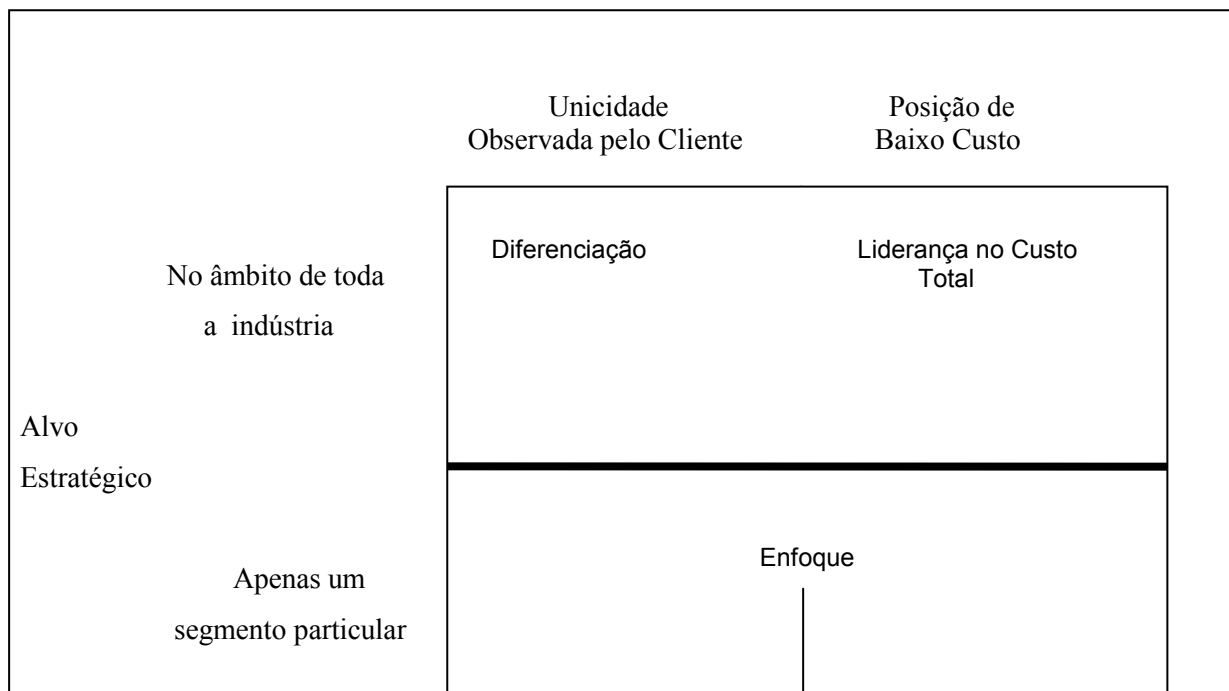 Unicidade
Observada pelo Cliente
Posição de
Baixo Custo
Diferenciação
Liderança no Custo
Total
No âmbito de toda
a indústria
Alvo
Estratégico
Enfoque
Apenas um
segmento particular